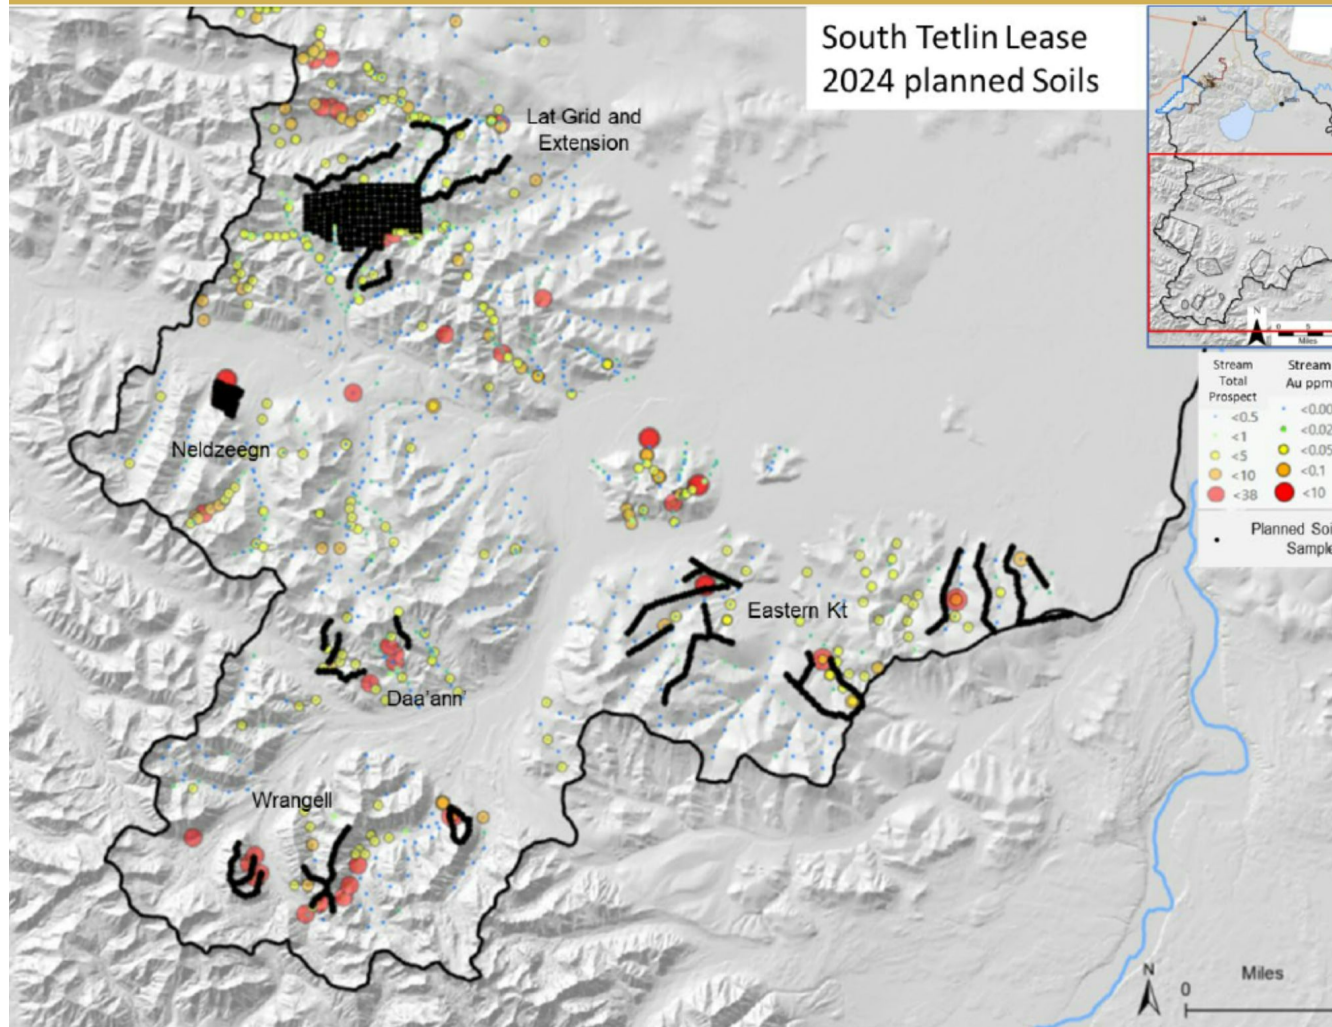 South Tetlin Lease
2024 planned Soils
Lat Grid and
Extension
Neldzeegn
Eastern Kt
Daa'ann
Wrangell
N
0 5
Miles
Stream
Total
Prospect
<0.5
<1
<5
<10
<38
Stream
Au ppm
<0.00
<0.02
<0.05
<0.1
<10
Planned Soi
Sample
N
0
Miles